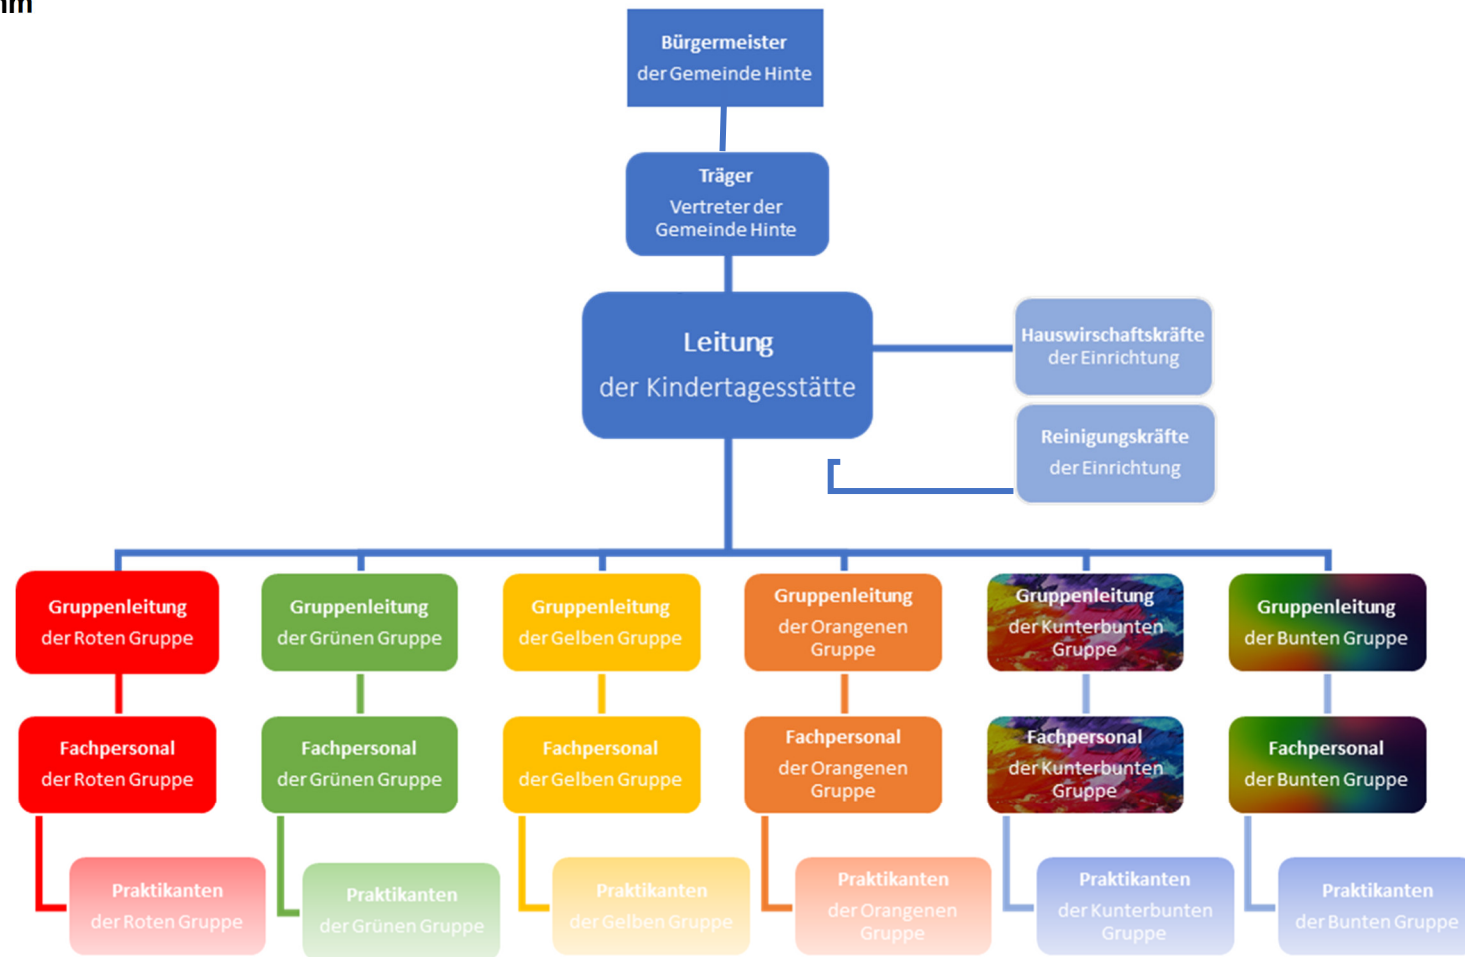 Bürgermeister
der Gemeinde Hinte
Träger
Vertreter der
Gemeinde Hinte
Leitung
der Kindertagesstätte
Hauswirschaftskräfte
der Einrichtung
Reinigungskräfte
der Einrichtung
Gruppenleitung
der Roten Gruppe
Gruppenleitung
der Grünen Gruppe
Gruppenleitung
der Gelben Gruppe
Gruppenleitung
der Orangenen
Gruppe
Gruppenleitung
der Kunterbunten
Gruppe
Gruppenleitung
der Bunten Gruppe
Fachpersonal
der Roten Gruppe
Fachpersonal
der Grünen Gruppe
Fachpersonal
der Gelben Gruppe
Fachpersonal
der Orangenen
Gruppe
Fachpersonal
der Kunterbunten
Gruppe
Fachpersonal
der Bunten Gruppe
Praktikanten
der Roten Gruppe
Praktikanten
der Grünen Gruppe
Praktikanten
der Gelben Gruppe
Praktikanten
der Orangenen
Gruppe
Praktikanten
der Kunterbunten
Gruppe
Praktikanten
der Bunten Gruppe